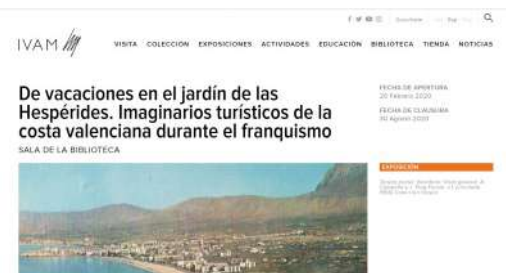 IVAM
VISITA COLECCIÓN EXPOSICIONES ACTIVIDADES EDUCACIÓN BIBLIOTECA TIENDA NOTICIAS
De vacaciones en el jardín de las
Hespérides. Imaginarios turísticos de la
costa valenciana durante el franquismo
SALA DE LA BIBLIOTECA
FECHA DE APERTURA
20 Febrero 2020
FECHA DE CLAUSURA
30 Agosto 2020
EXPOSICIÓN